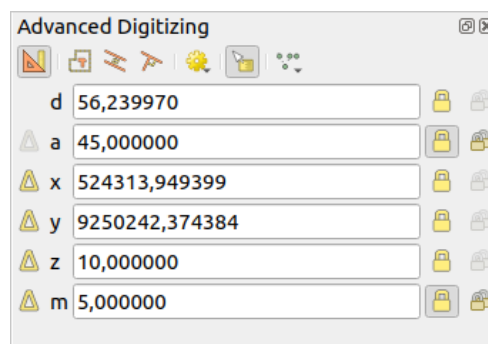 Advanced Digitizing
d 56,239970
a 45,000000
x 524313,949399
y 9250242,374384
z 10,000000
m 5,000000